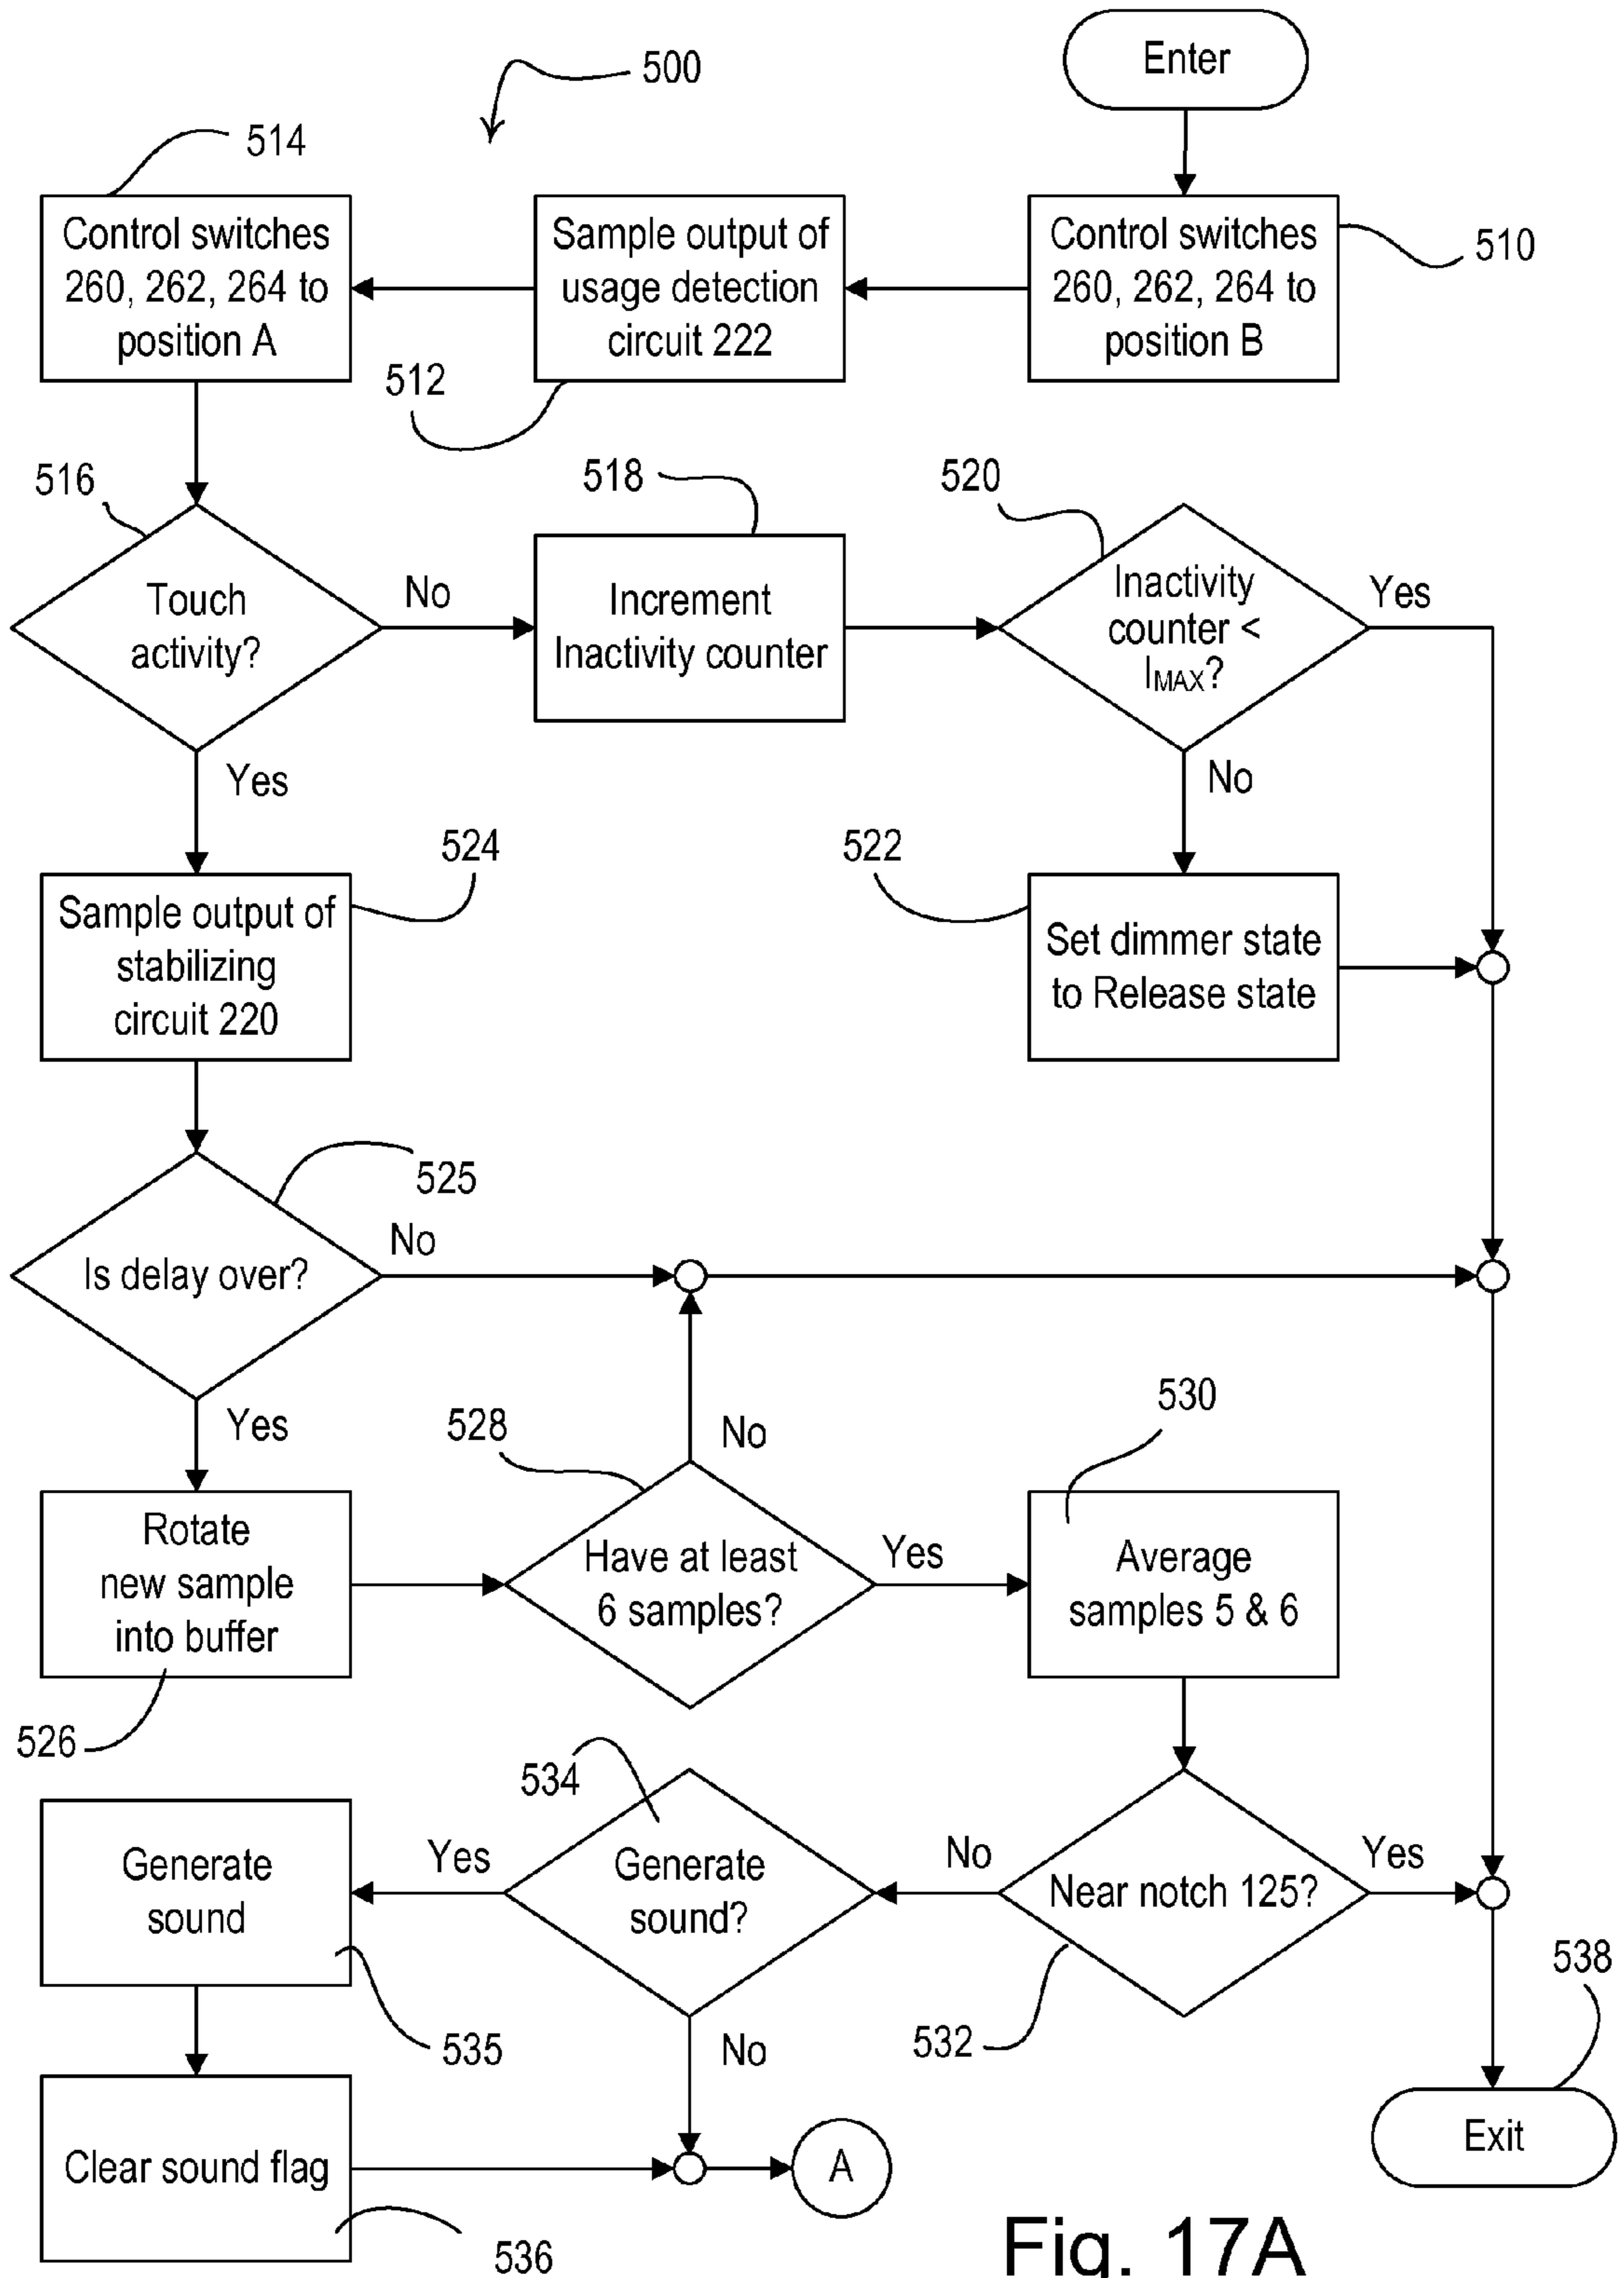 Enter
500
514
Control switches
260, 262, 264 to
position A
Sample output of
usage detection
circuit 222
Control switches
260, 262, 264 to
position B
510
512
516
518
520
Touch
activity?
No
Increment
Inactivity counter
Inactivity
counter <
IMAX?
Yes
Yes
No
524
522
Sample output of
stabilizing
circuit 220
Set dimmer state
to Release state
525
Is delay over?
No
Yes
528
No
530
Rotate
new sample
into buffer
Have at least
6 samples?
Yes
Average
samples 5 & 6
526
534
Generate
sound
Yes
Generate
sound?
No
Near notch 125?
Yes
535
No
532
538
Clear sound flag
A
Exit
536
Fig. 17A